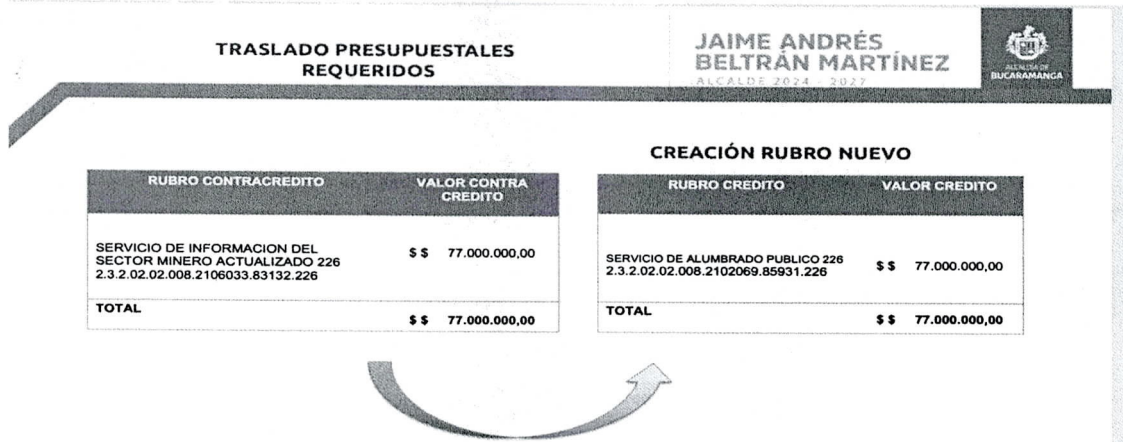 TRASLADO PRESUPUESTALES
REQUERIDOS
JAIME ANDRÉS
BELTRÁN MARTÍNEZ
ALCALDE 2024 - 2027
ALCALDÍA DE
BUCARAMANGA
CREACIÓN RUBRO NUEVO
RUBRO CONTRACREDITO
VALOR CONTRA
CREDITO
SERVICIO DE INFORMACION DEL
SECTOR MINERO ACTUALIZADO 226
2.3.2.02.02.008.2106033.83132.226
$ $ 77.000.000,00
TOTAL
$ $ 77.000.000,00
RUBRO CREDITO
VALOR CREDITO
SERVICIO DE ALUMBRADO PUBLICO 226
2.3.2.02.02.008.2102069.85931.226
$ $ 77.000.000,00
TOTAL
$ $ 77.000.000,00